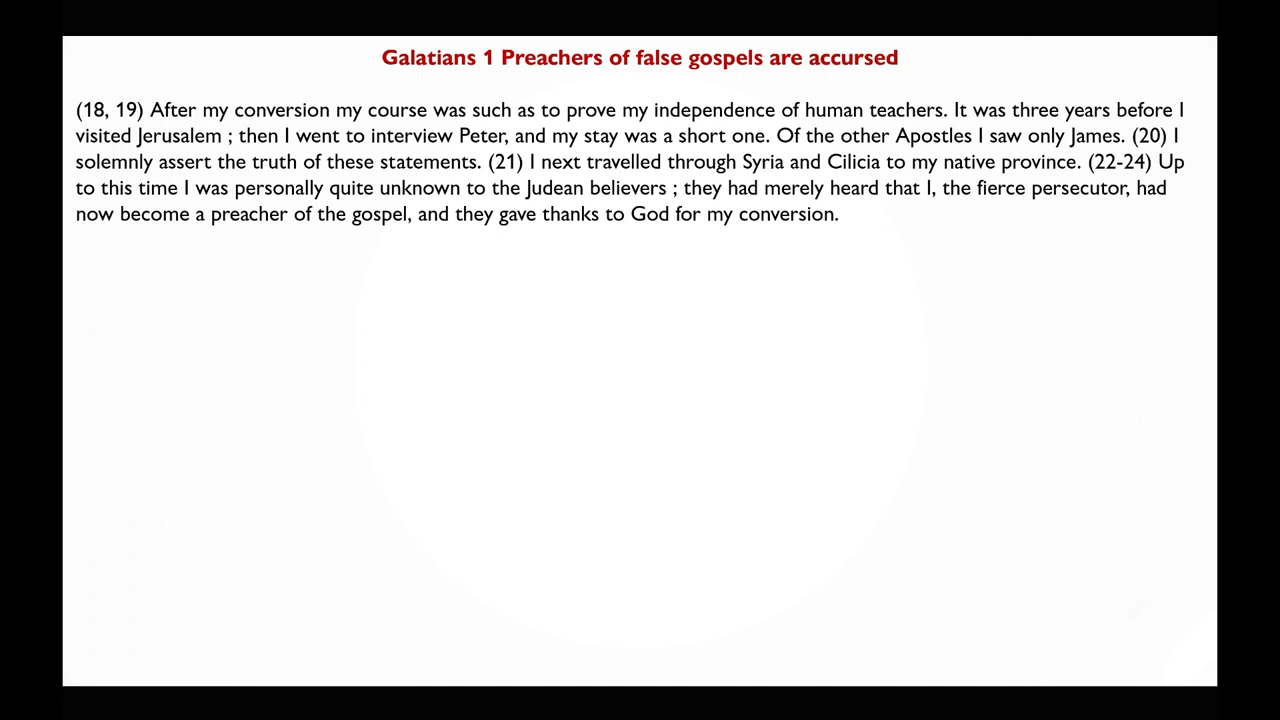 Galatians 1 Preachers of false gospels are accursed
(18, 19) After my conversion my course was such as to prove my independence of human teachers. It was three years before I
visited Jerusalem ; then I went to interview Peter, and my stay was a short one. Of the other Apostles I saw only James. (20) I
solemnly assert the truth of these statements. (21) I next travelled through Syria and Cilicia to my native province. (22-24) Up
to this time I was personally quite unknown to the Judean believers ; they had merely heard that I, the fierce persecutor, had
now become a preacher of the gospel, and they gave thanks to God for my conversion.